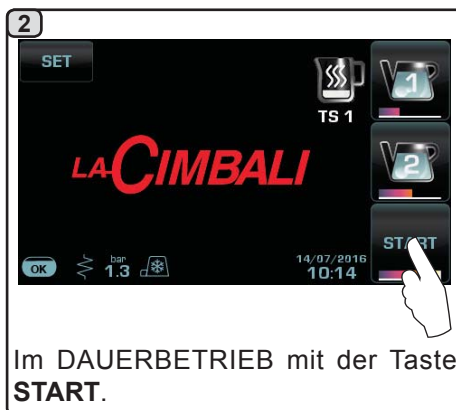 2
SET
1
TS 1
2
LACIMBALI
START
OK
bar
1.3
14/07/2016
10:14
Im DAUERBETRIEB mit der Taste
START.